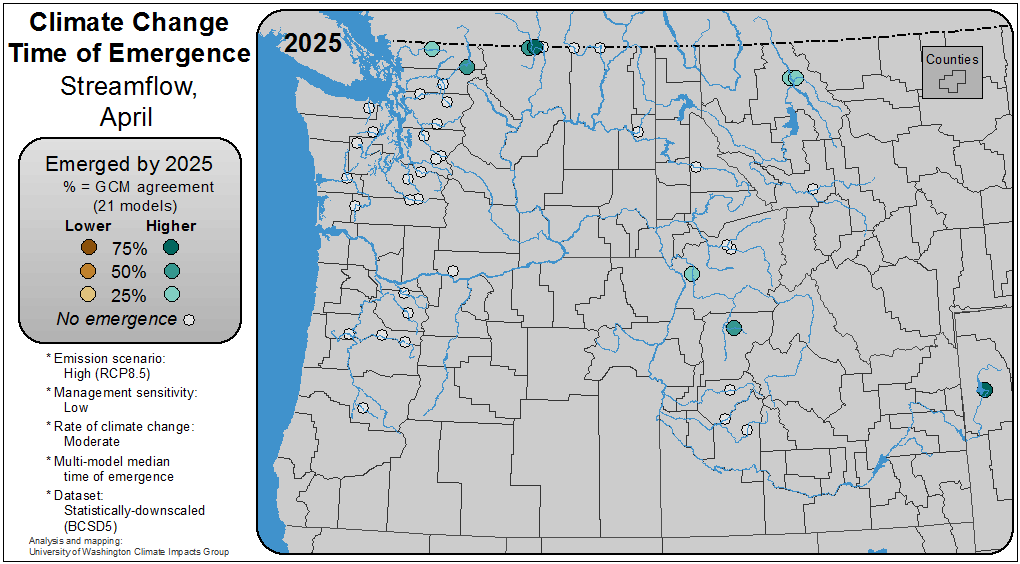 Climate Change
Time of Emergence
Streamflow,
April
Emerged by 2025
% = GCM agreement
(21 models)
Lower Higher
75%
50%
25%
No emergence
* Emission scenario:
High (RCP8.5)
* Management sensitivity:
Low
* Rate of climate change:
Moderate
* Multi-model median
time of emergence
* Dataset:
Statistically-downscaled
(BCSD5)
Analysis and mapping:
University of Washington Climate Impacts Group
2025
Counties